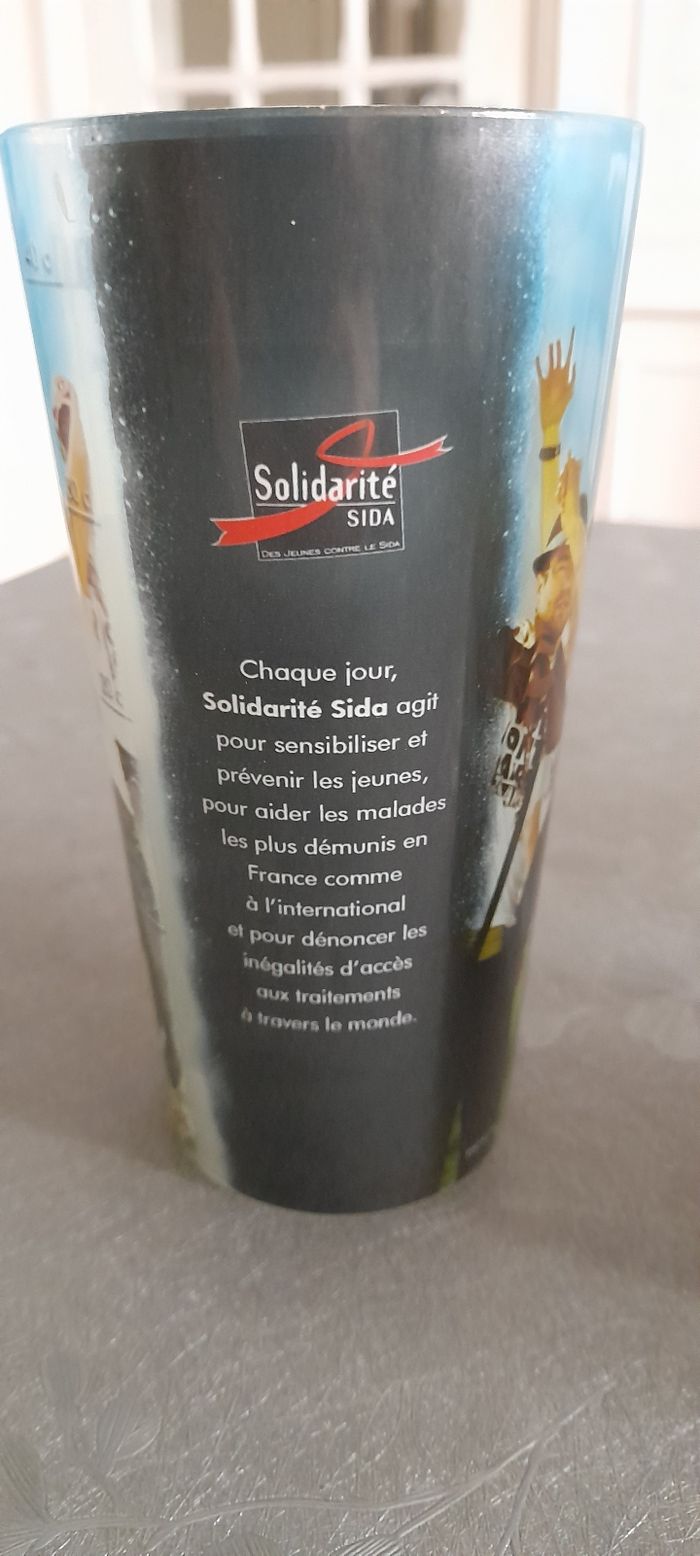 Solidarité
SIDA
DES JEUNES CONTRE LE SIDA
Chaque jour,
Solidarité Sida agit
pour sensibiliser et
prévenir les jeunes,
pour aider les malades
les plus démunis en
France comme
à l'international
et pour dénoncer les
inégalités d'accès
aux traitements
à travers le monde.